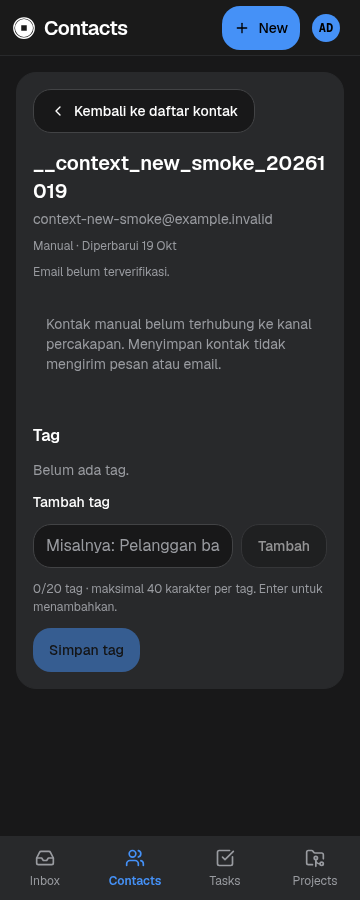 Contacts
New
AD
Kembali ke daftar kontak
__context_new_smoke_20261
019
context-new-smoke@example.invalid
Manual · Diperbarui 19 Okt
Email belum terverifikasi.
Kontak manual belum terhubung ke kanal
percakapan. Menyimpan kontak tidak
mengirim pesan atau email.
Tag
Belum ada tag.
Tambah tag
Misalnya: Pelanggan ba
Tambah
0/20 tag · maksimal 40 karakter per tag. Enter untuk
menambahkan.
Simpan tag
Inbox
Contacts
Tasks
Projects